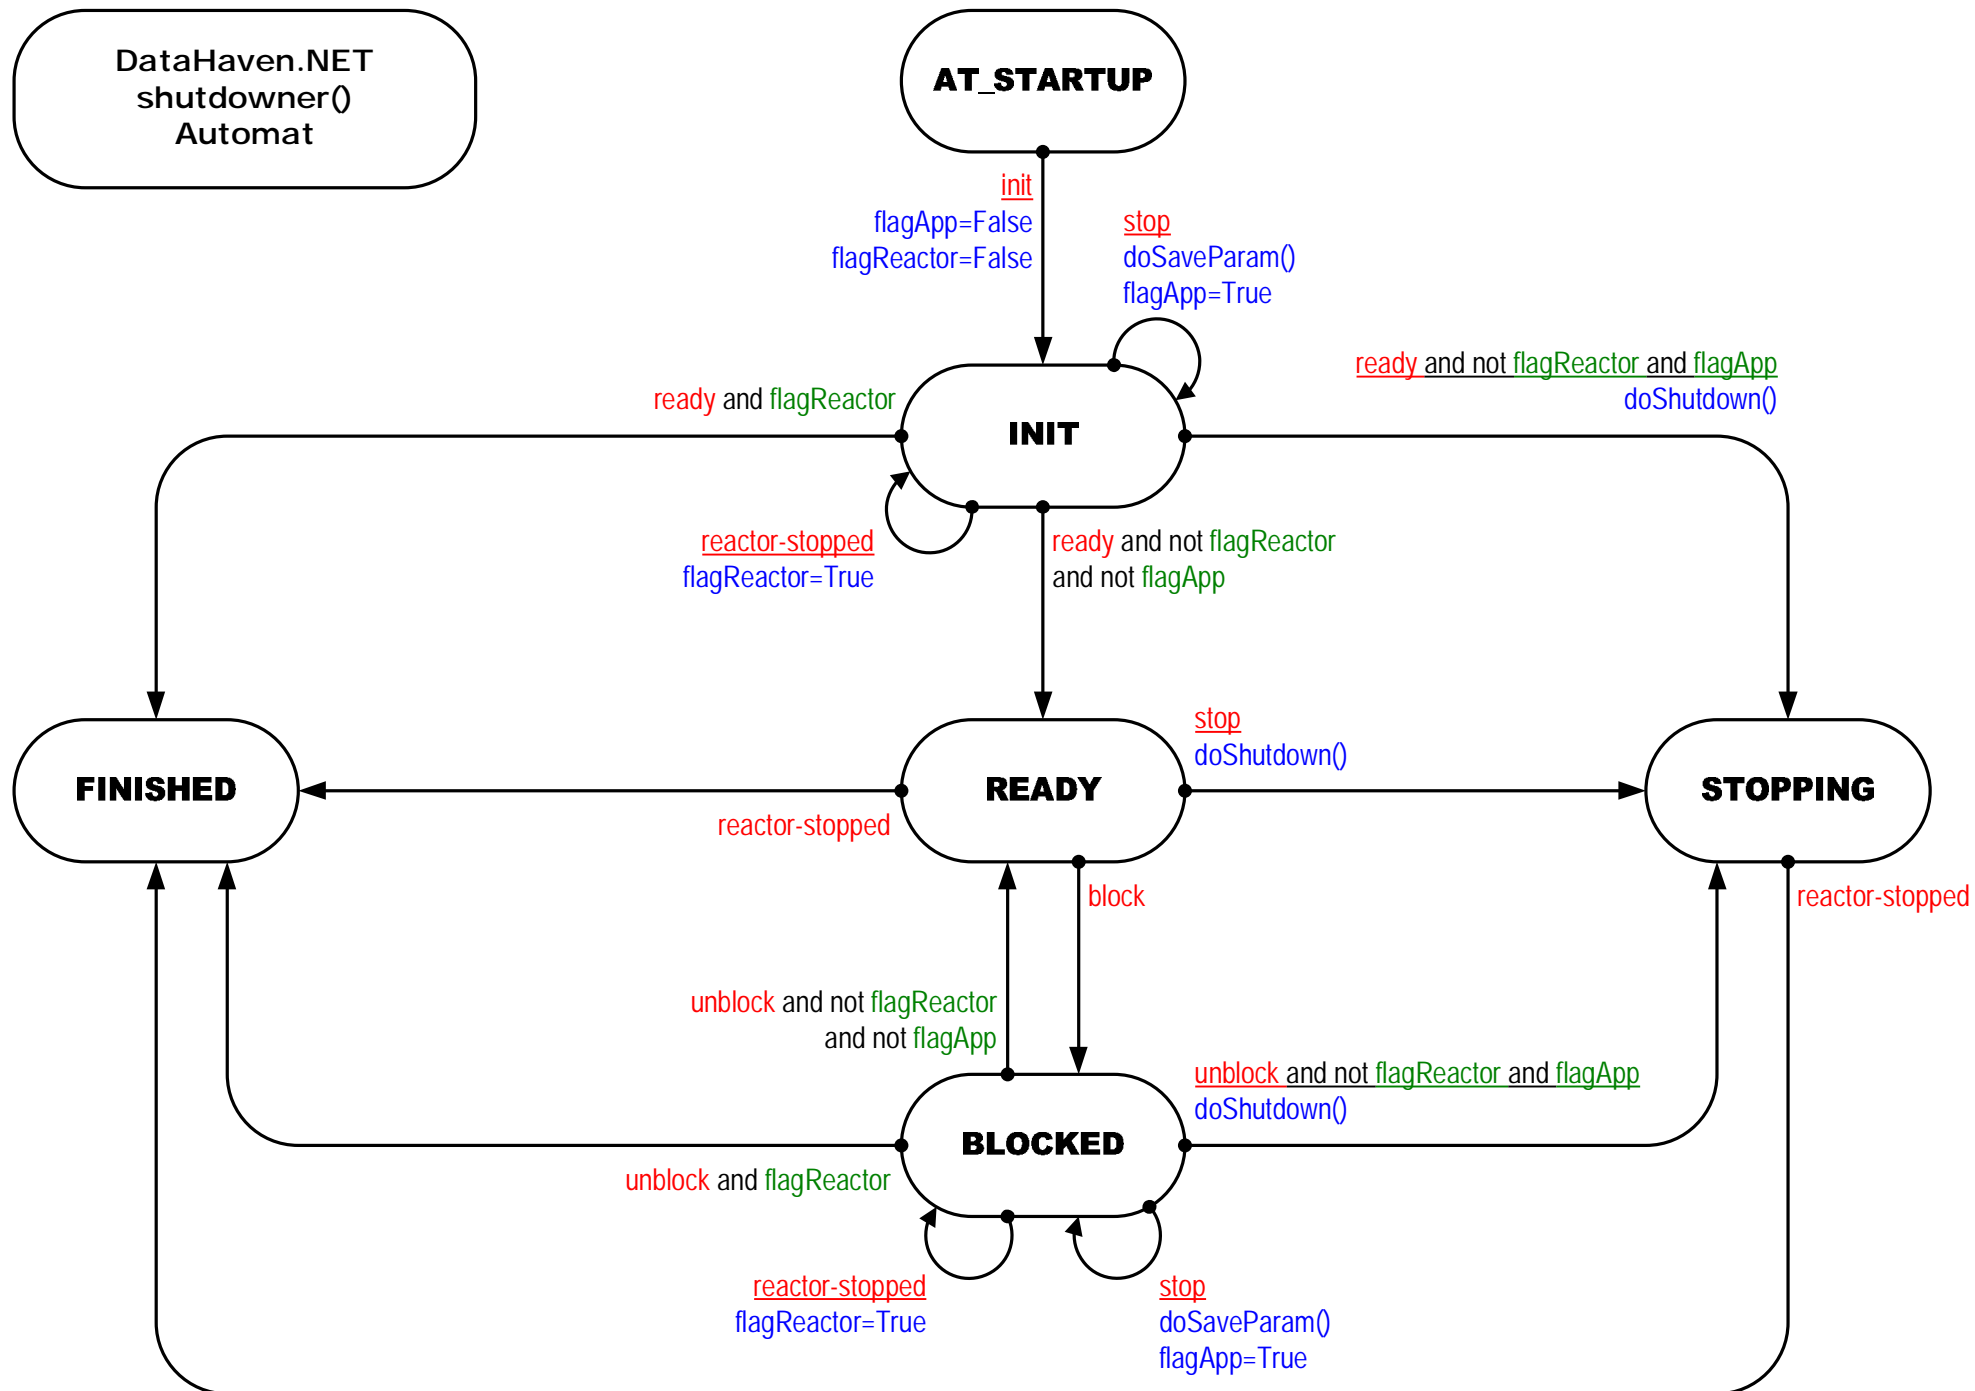 DataHaven.NET
shutdowner()
Automat
AT_STARTUP
init
flagApp=False
flagReactor=False
stop
doSaveParam()
flagApp=True
ready and flagReactor
ready and not flagReactor and flagApp
doShutdown()
INIT
reactor-stopped
flagReactor=True
ready and not flagReactor
and not flagApp
FINISHED
READY
stop
doShutdown()
STOPPING
reactor-stopped
block
reactor-stopped
unblock and not flagReactor
and not flagApp
unblock and not flagReactor and flagApp
doShutdown()
BLOCKED
unblock and flagReactor
reactor-stopped
flagReactor=True
stop
doSaveParam()
flagApp=True